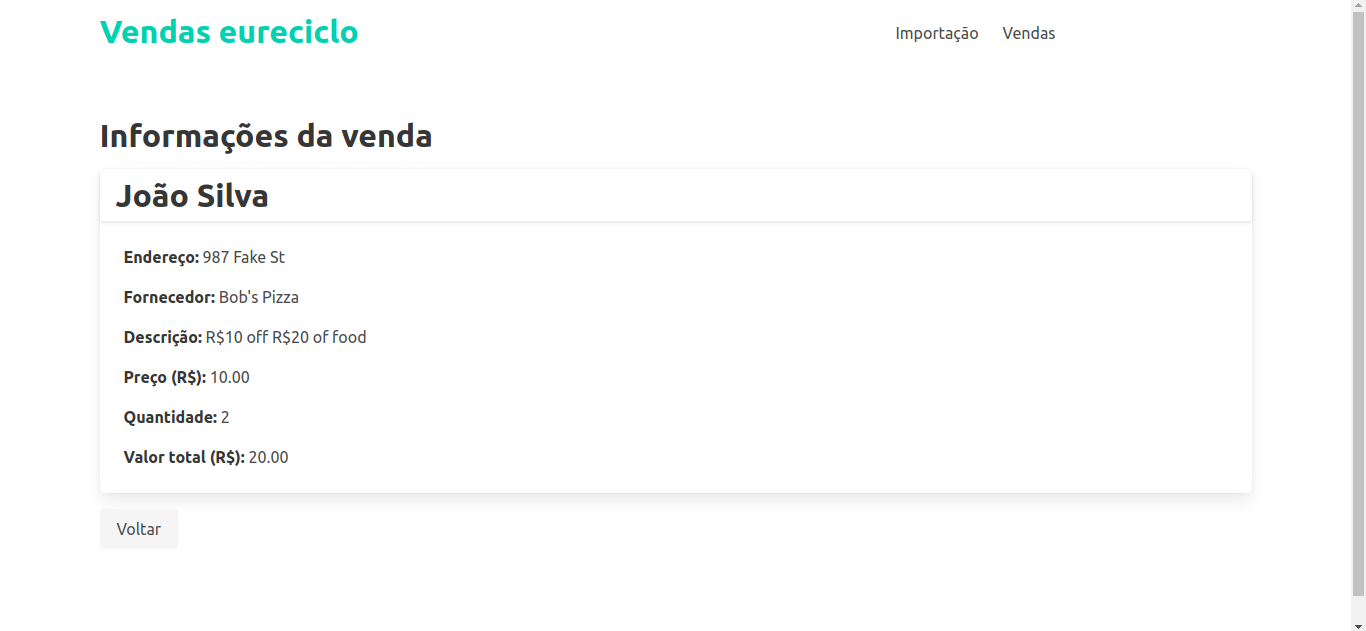 Vendas eureciclo
Importação Vendas
Informações da venda
João Silva
Endereço: 987 Fake St
Fornecedor: Bob's Pizza
Descrição: R$10 off R$20 of food
Preço (R$): 10.00
Quantidade: 2
Valor total (R$): 20.00
Voltar